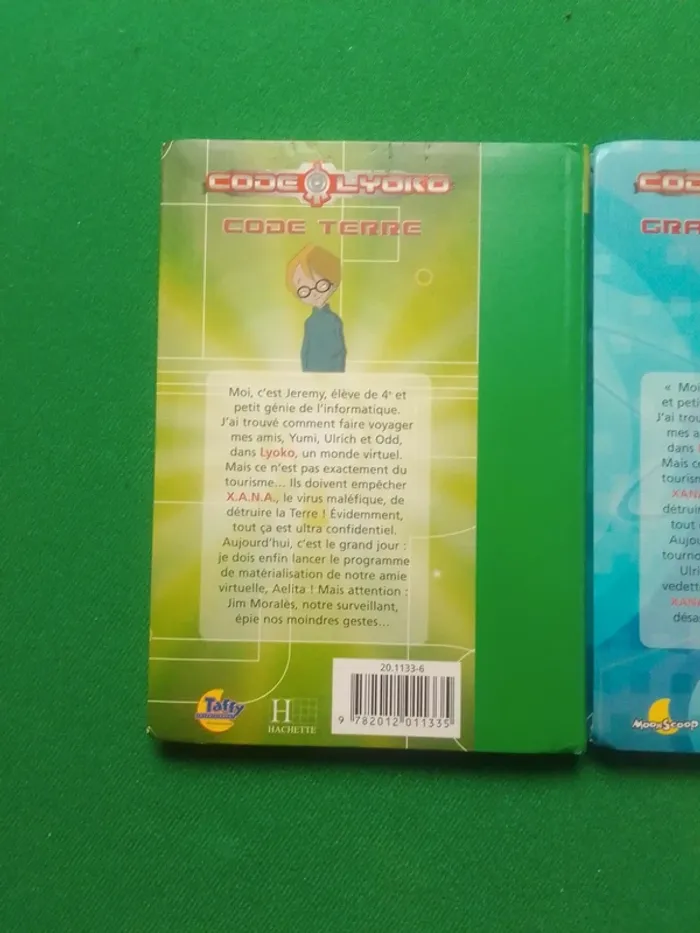 CODE LYOKO
CODE TERRE
Moi, c'est Jeremy, élève de 4e et
petit génie de l'informatique.
J'ai trouvé comment faire voyager
mes amis, Yumi, Ulrich et Odd,
dans Lyoko, un monde virtuel.
Mais ce n'est pas exactement du
tourisme... Ils doivent empêcher
X.A.N.A., le virus maléfique, de
détruire la Terre ! Évidemment,
tout ça est ultra confidentiel.
Aujourd'hui, c'est le grand jour :
je dois enfin lancer le programme
de matérialisation de notre amie
virtuelle, Aelita ! Mais attention :
Jim Moralès, notre surveillant,
épie nos moindres gestes...
20.1133-6
9 782012 011335
Taffy
H
HACHETTE
« Moi
et peti
J'ai trou
mes a
dans
Mais c
tourism
XANA
détruir
tout
Aujou
tourno
Ulri
vedett
XANA
désa
MoonScoop